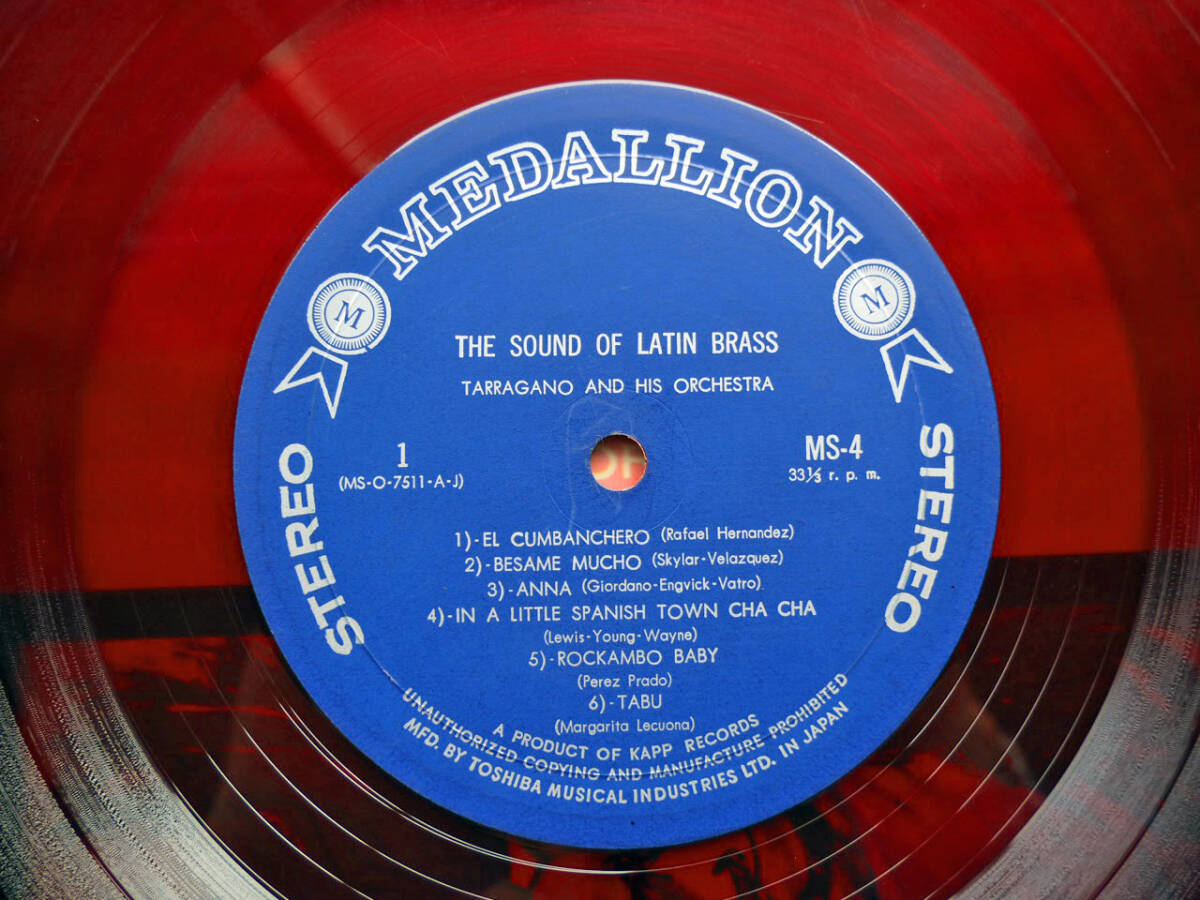 MEDALLION
M
M
THE SOUND OF LATIN BRASS
TARRAGANO AND HIS ORCHESTRA
STEREO
1
(MS-O-7511-A-J)
MS-4
33⅓ r. p. m.
STEREO
1)-EL CUMBANCHERO (Rafael Hernandez)
2)-BESAME MUCHO (Skylar-Velazquez)
3)-ANNA (Giordano-Engvick-Vatro)
4)-IN A LITTLE SPANISH TOWN CHA CHA
(Lewis-Young-Wayne)
5)-ROCKAMBO BABY
(Perez Prado)
6)-TABU
(Margarita Lecuona)
A PRODUCT OF KAPP RECORDS
UNAUTHORIZED COPYING AND MANUFACTURE PROHIBITED
MFD. BY TOSHIBA MUSICAL INDUSTRIES LTD. IN JAPAN